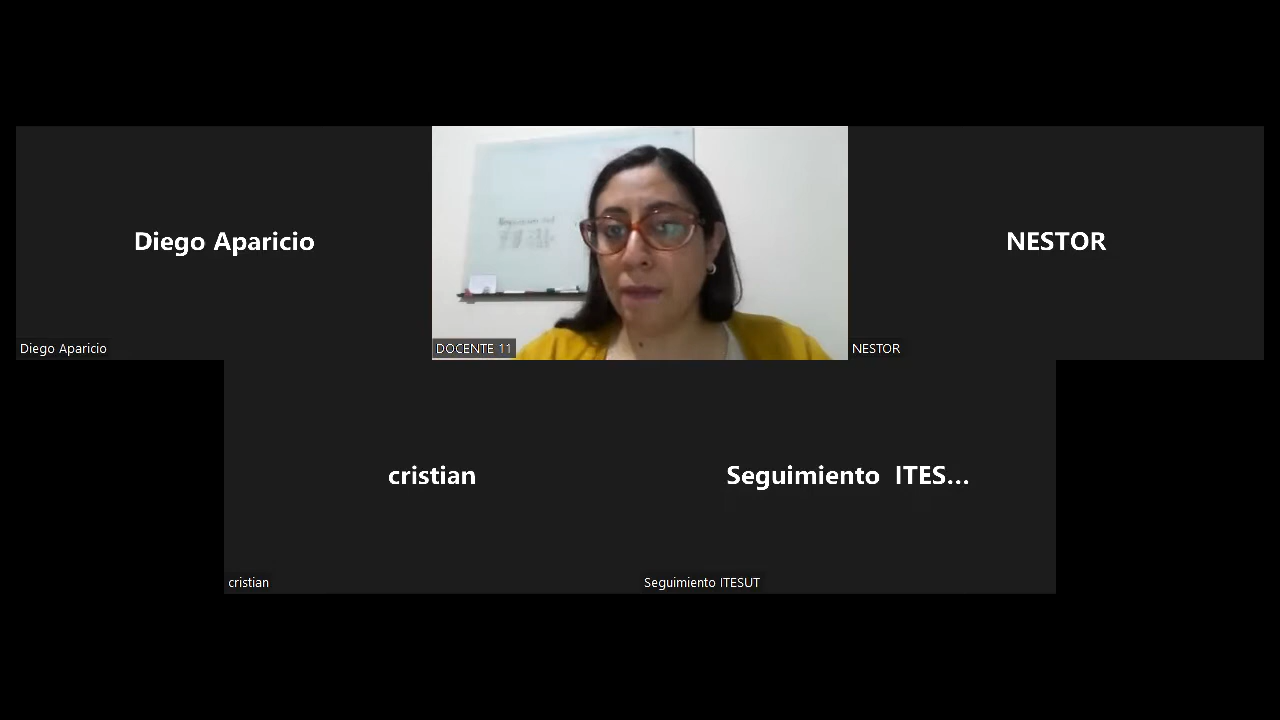 Diego Aparicio
NESTOR
Diego Aparicio
DOCENTE 11
NESTOR
cristian
Seguimiento ITES...
cristian
Seguimiento ITESUT